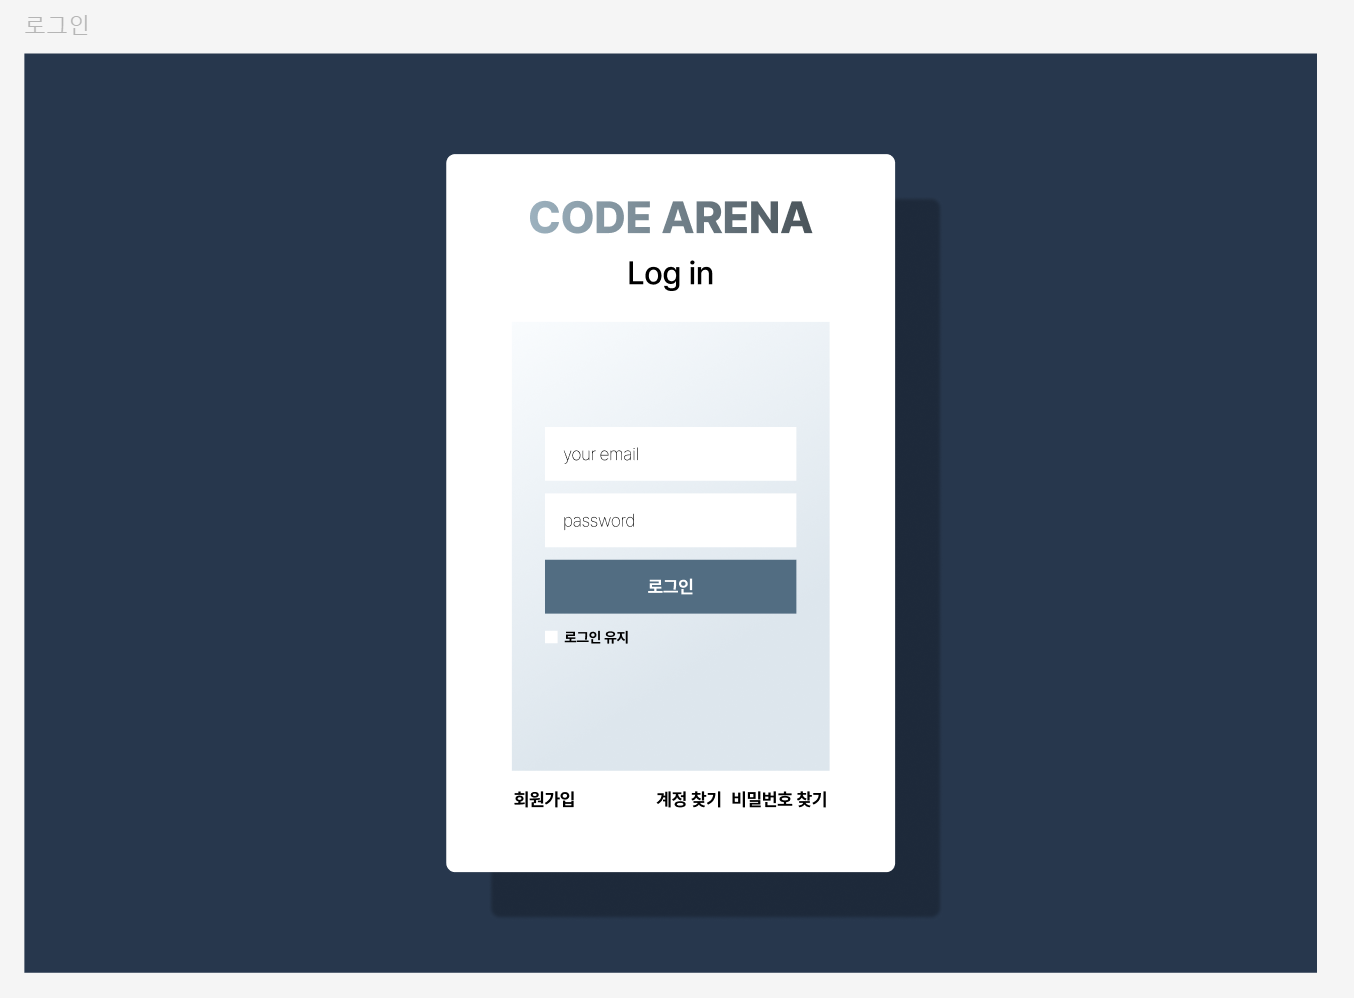 로그인
CODE ARENA
Log in
your email
password
로그인
로그인 유지
회원가입 계정 찾기 비밀번호 찾기